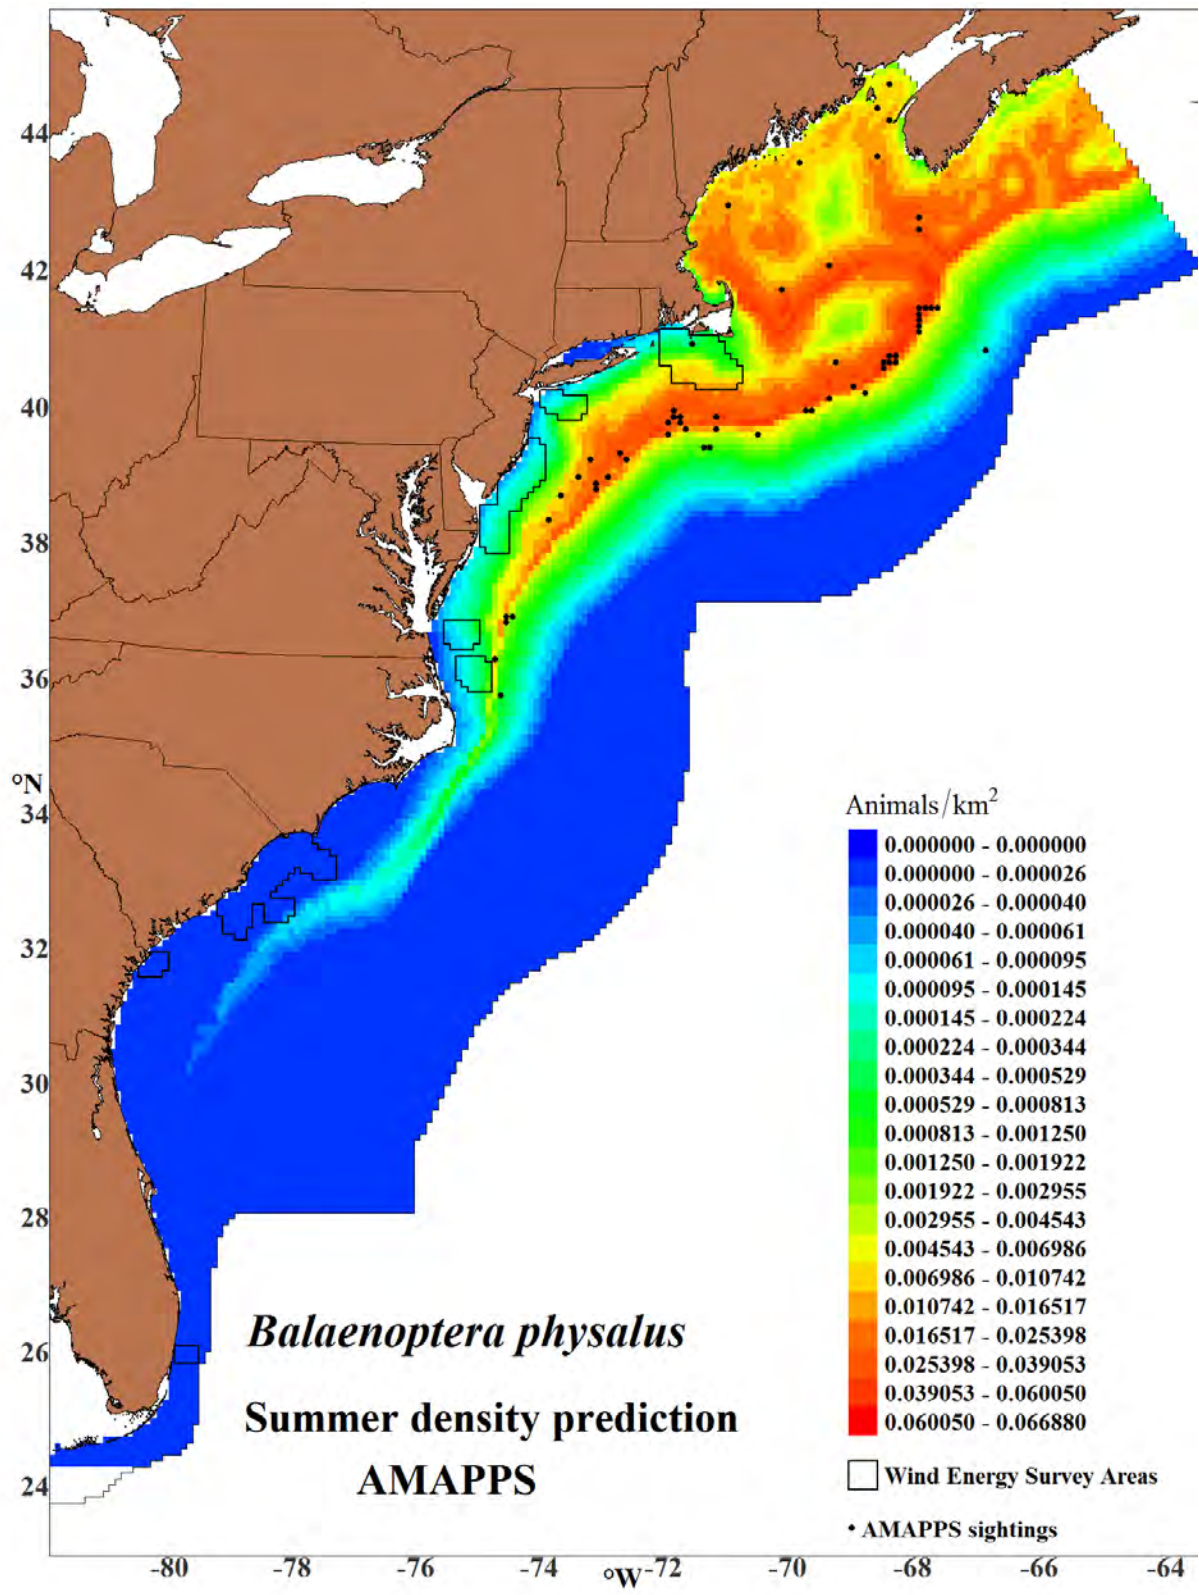 44
42
40
38
36
°N
34
32
30
28
26
24
Animals/km²
0.000000 - 0.000000
0.000000 - 0.000026
0.000026 - 0.000040
0.000040 - 0.000061
0.000061 - 0.000095
0.000095 - 0.000145
0.000145 - 0.000224
0.000224 - 0.000344
0.000344 - 0.000529
0.000529 - 0.000813
0.000813 - 0.001250
0.001250 - 0.001922
0.001922 - 0.002955
0.002955 - 0.004543
0.004543 - 0.006986
0.006986 - 0.010742
0.010742 - 0.016517
0.016517 - 0.025398
0.025398 - 0.039053
0.039053 - 0.060050
0.060050 - 0.066880
Wind Energy Survey Areas
AMAPPS sightings
Balaenoptera physalus
Summer density prediction
AMAPPS
-80 -78 -76 -74 °W -72 -70 -68 -66 -64